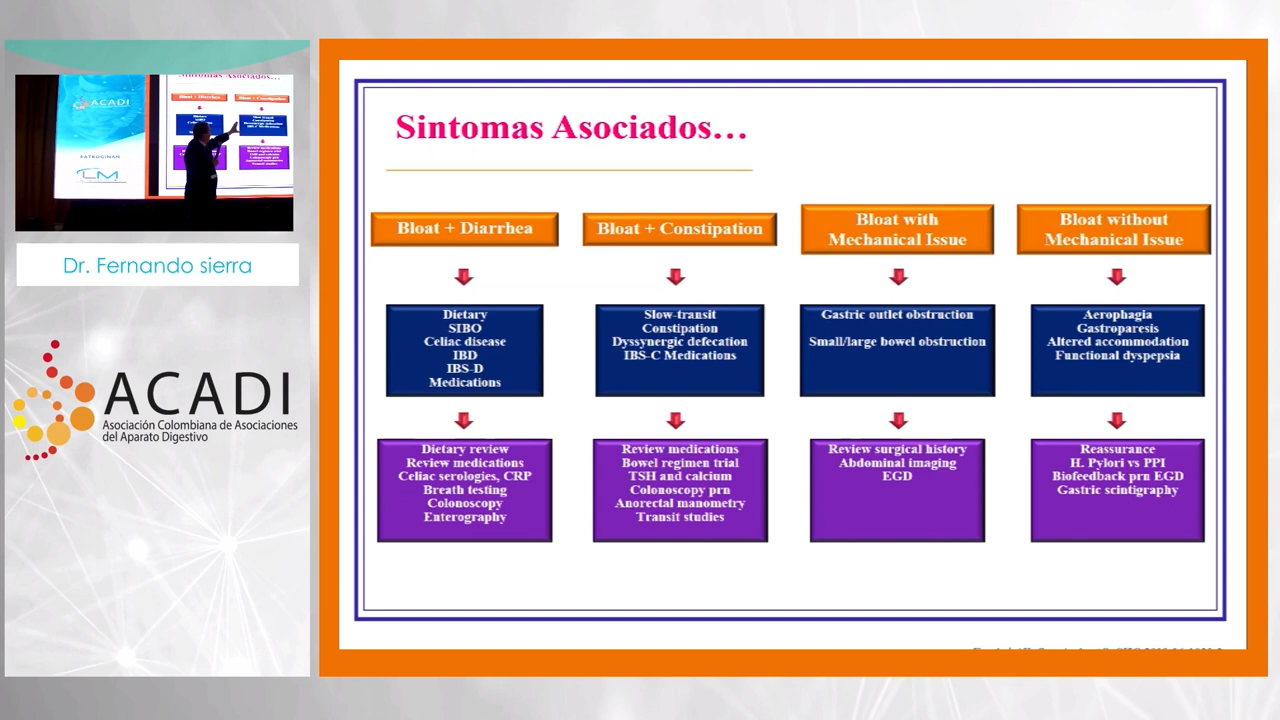 ACADI
PATROCINAN
Dr. Fernando sierra
ACADI
Asociación Colombiana de Asociaciones
del Aparato Digestivo
Sintomas Asociados...
Bloat + Diarrhea
Dietary
SIBO
Celiac disease
IBD
IBS-D
Medications
Dietary review
Review medications
Celiac serologies, CRP
Breath testing
Colonoscopy
Enterography
Bloat + Constipation
Slow-transit
Constipation
Dyssynergic defecation
IBS-C Medications
Review medications
Bowel regimen trial
TSH and calcium
Colonoscopy prn
Anorectal manometry
Transit studies
Bloat with
Mechanical Issue
Gastric outlet obstruction
Small/large bowel obstruction
Review surgical history
Abdominal imaging
EGD
Bloat without
Mechanical Issue
Aerophagia
Gastroparesis
Altered accommodation
Functional dyspepsia
Reassurance
H. Pylori vs PPI
Biofeedback prn EGD
Gastric scintigraphy